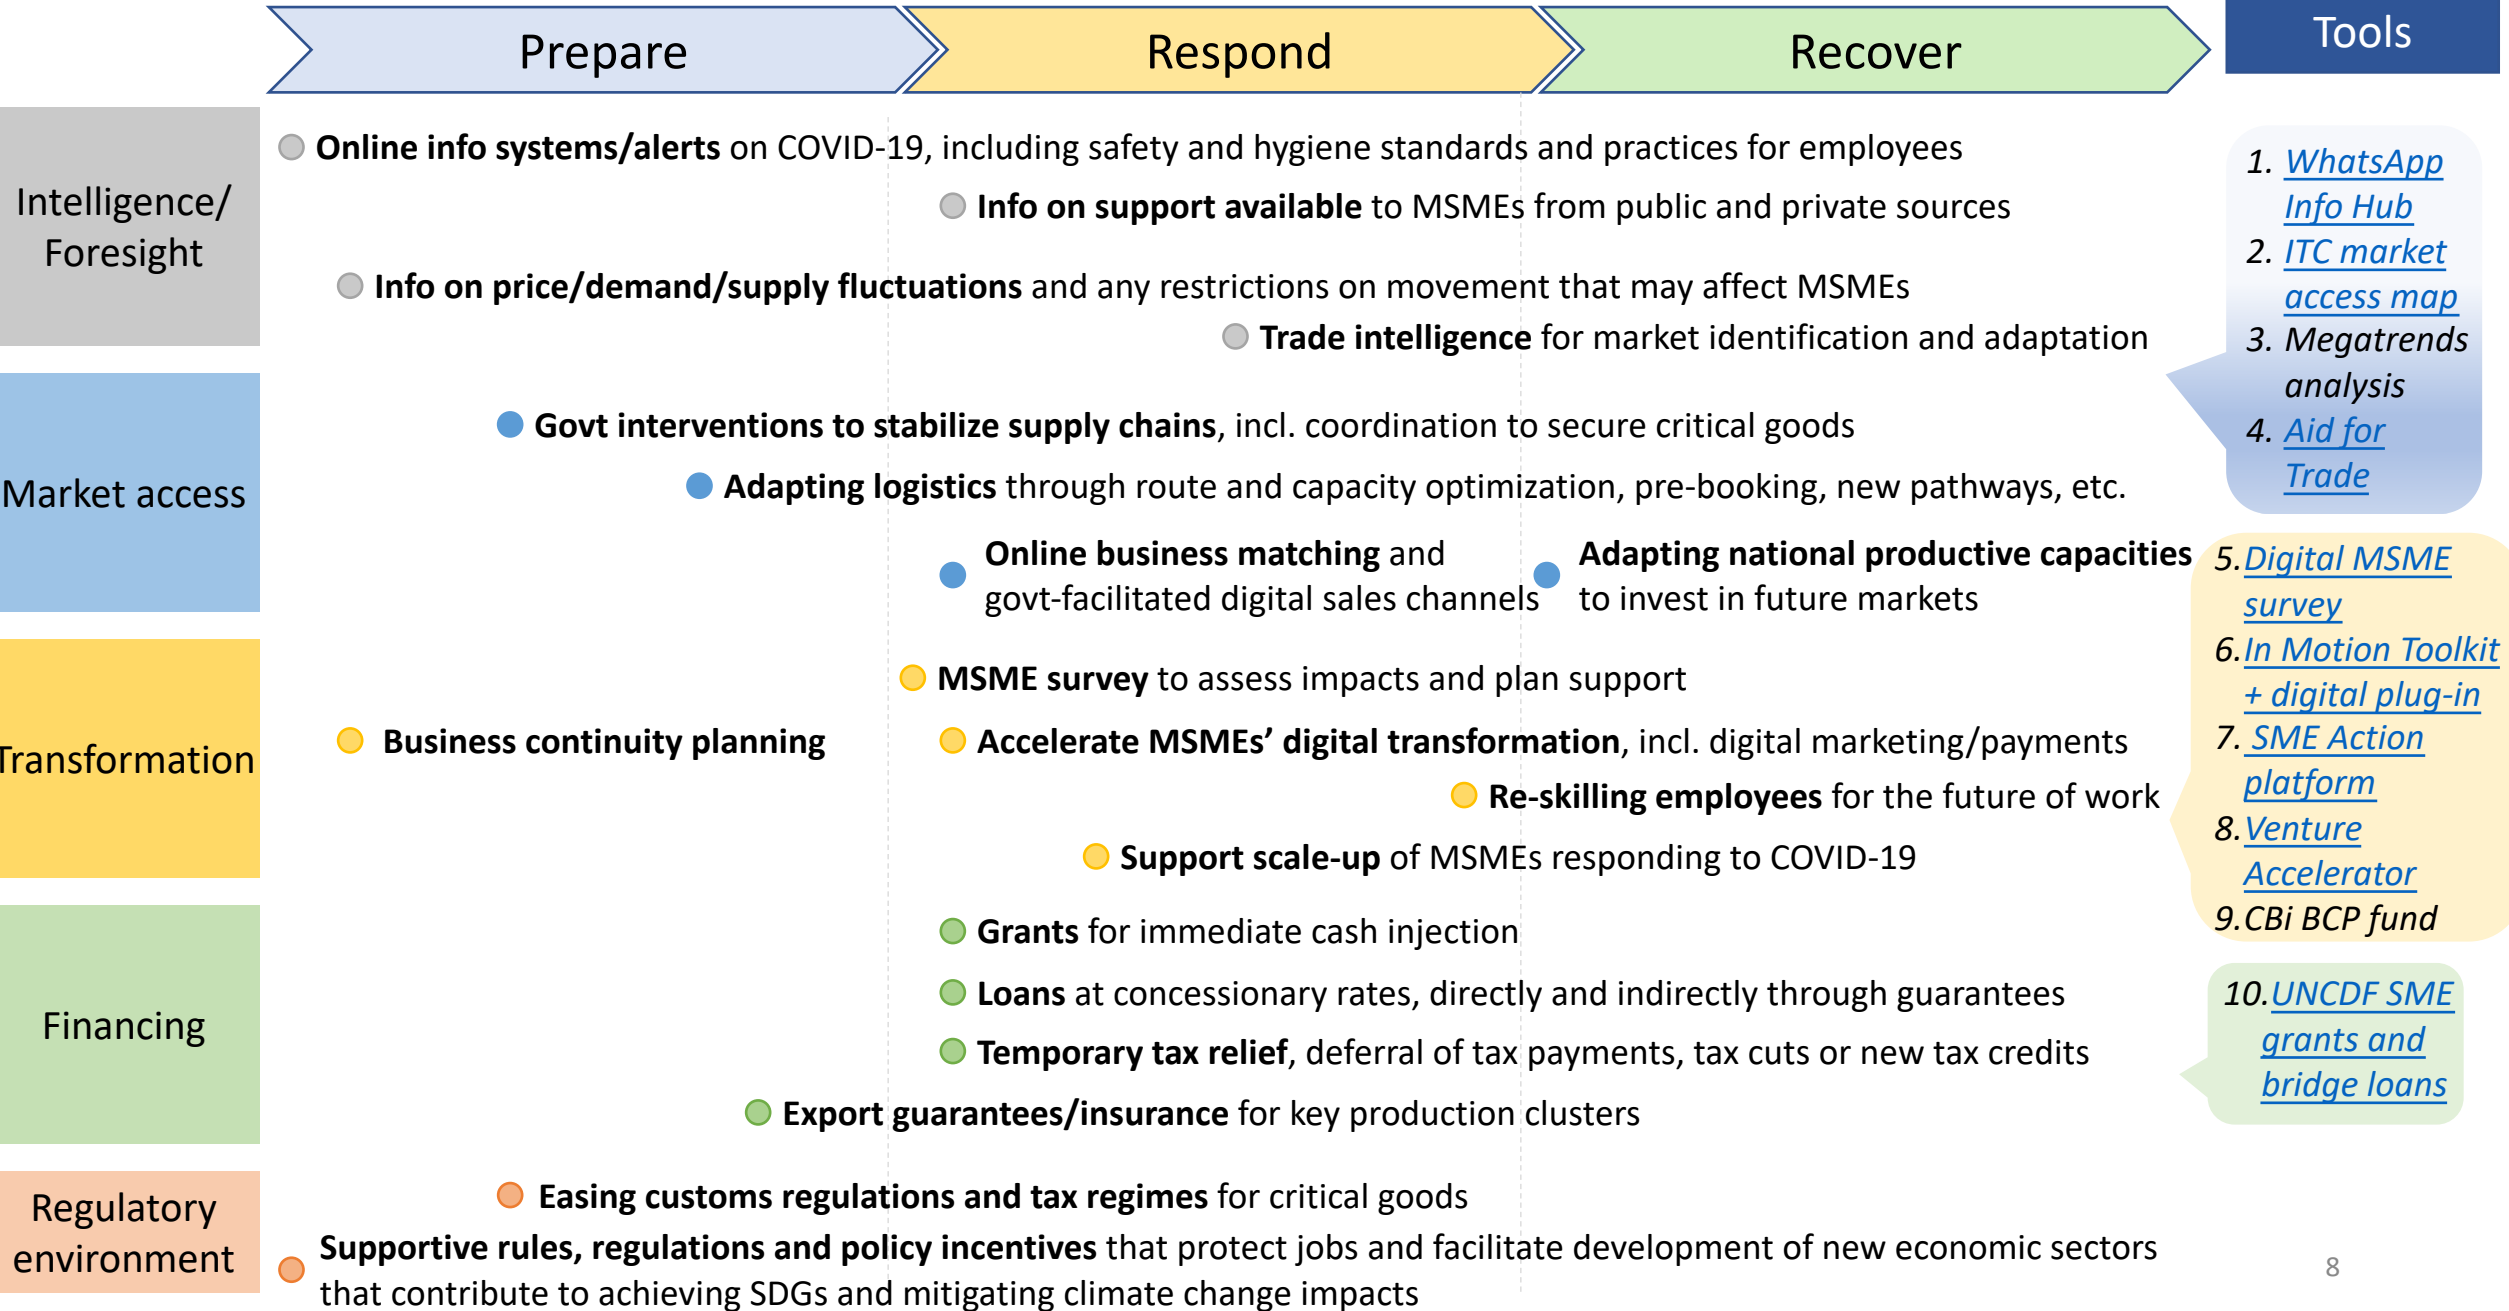 Prepare
Respond
Recover
Tools
Intelligence/
Foresight
Online info systems/alerts on COVID-19, including safety and hygiene standards and practices for employees
Info on support available to MSMEs from public and private sources
Info on price/demand/supply fluctuations and any restrictions on movement that may affect MSMEs
Trade intelligence for market identification and adaptation
Market access
Govt interventions to stabilize supply chains, incl. coordination to secure critical goods
Adapting logistics through route and capacity optimization, pre-booking, new pathways, etc.
Online business matching and
govt-facilitated digital sales channels
Adapting national productive capacities
to invest in future markets
Transformation
MSME survey to assess impacts and plan support
Business continuity planning
Accelerate MSMEs’ digital transformation, incl. digital marketing/payments
Re-skilling employees for the future of work
Support scale-up of MSMEs responding to COVID-19
Financing
Grants for immediate cash injection
Loans at concessionary rates, directly and indirectly through guarantees
Temporary tax relief, deferral of tax payments, tax cuts or new tax credits
Export guarantees/insurance for key production clusters
Regulatory
environment
Easing customs regulations and tax regimes for critical goods
Supportive rules, regulations and policy incentives that protect jobs and facilitate development of new economic sectors
that contribute to achieving SDGs and mitigating climate change impacts
1. WhatsApp
Info Hub
2. ITC market
access map
3. Megatrends
analysis
4. Aid for
Trade
5. Digital MSME
survey
6. In Motion Toolkit
+ digital plug-in
7. SME Action
platform
8. Venture
Accelerator
9. CBi BCP fund
10. UNCDF SME
grants and
bridge loans
8